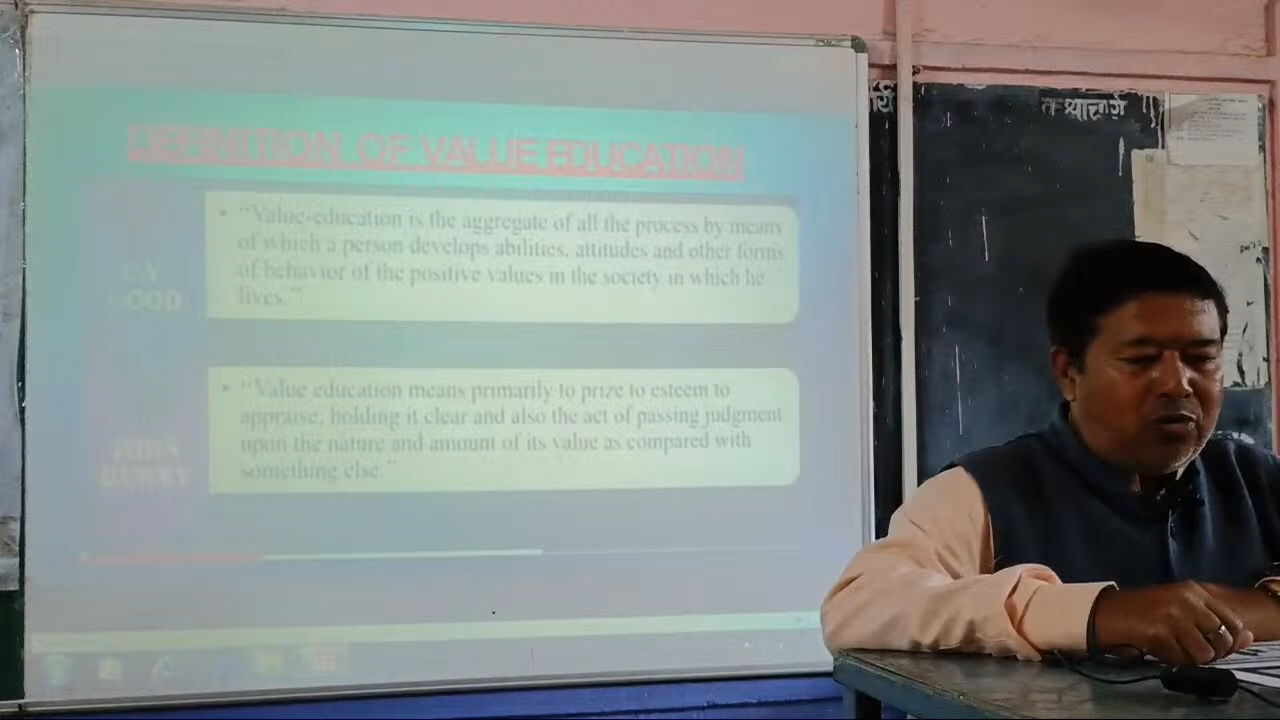 DEFINITION OF VALUE EDUCATION
• "Value-education is the aggregate of all the process by means
of which a person develops abilities, attitudes and other forms
of behavior of the positive values in the society in which he
lives."
C.V
GOOD
• "Value education means primarily to prize to esteem to
appraise, holding it clear and also the act of passing judgment
upon the nature and amount of its value as compared with
something else."
JOHN
DEWEY